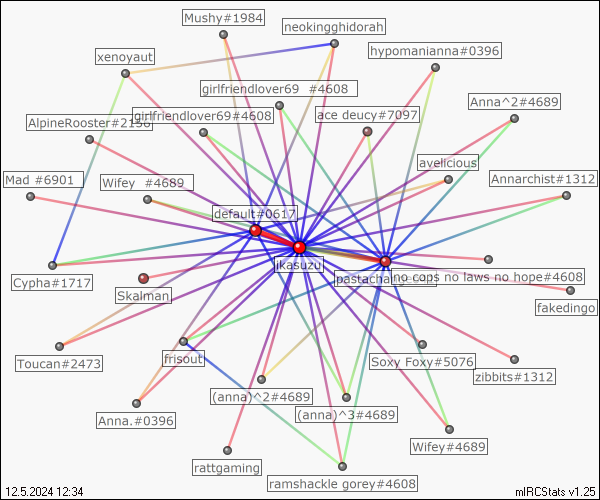 Mushy#1984
neokingghidorah
xenoyaut
hypomanianna#0396
girlfriendlover69 #4608
Anna^2#4689
AlpineRooster#2156
girlfriendlover69#4608
ace deucy#7097
avelicious
Mad #6901
Wifey #4689
Annarchist#1312
default#0617
jkasuzu
pastacha
no cops no laws no hope#4608
Cypha#1717
Skalman
fakedingo
Toucan#2473
frisout
Soxy Foxy#5076
zibbits#1312
(anna)^2#4689
(anna)^3#4689
Anna.#0396
Wifey#4689
rattgaming
ramshackle gorey#4608
12.5.2024 12:34
mIRCStats v1.25